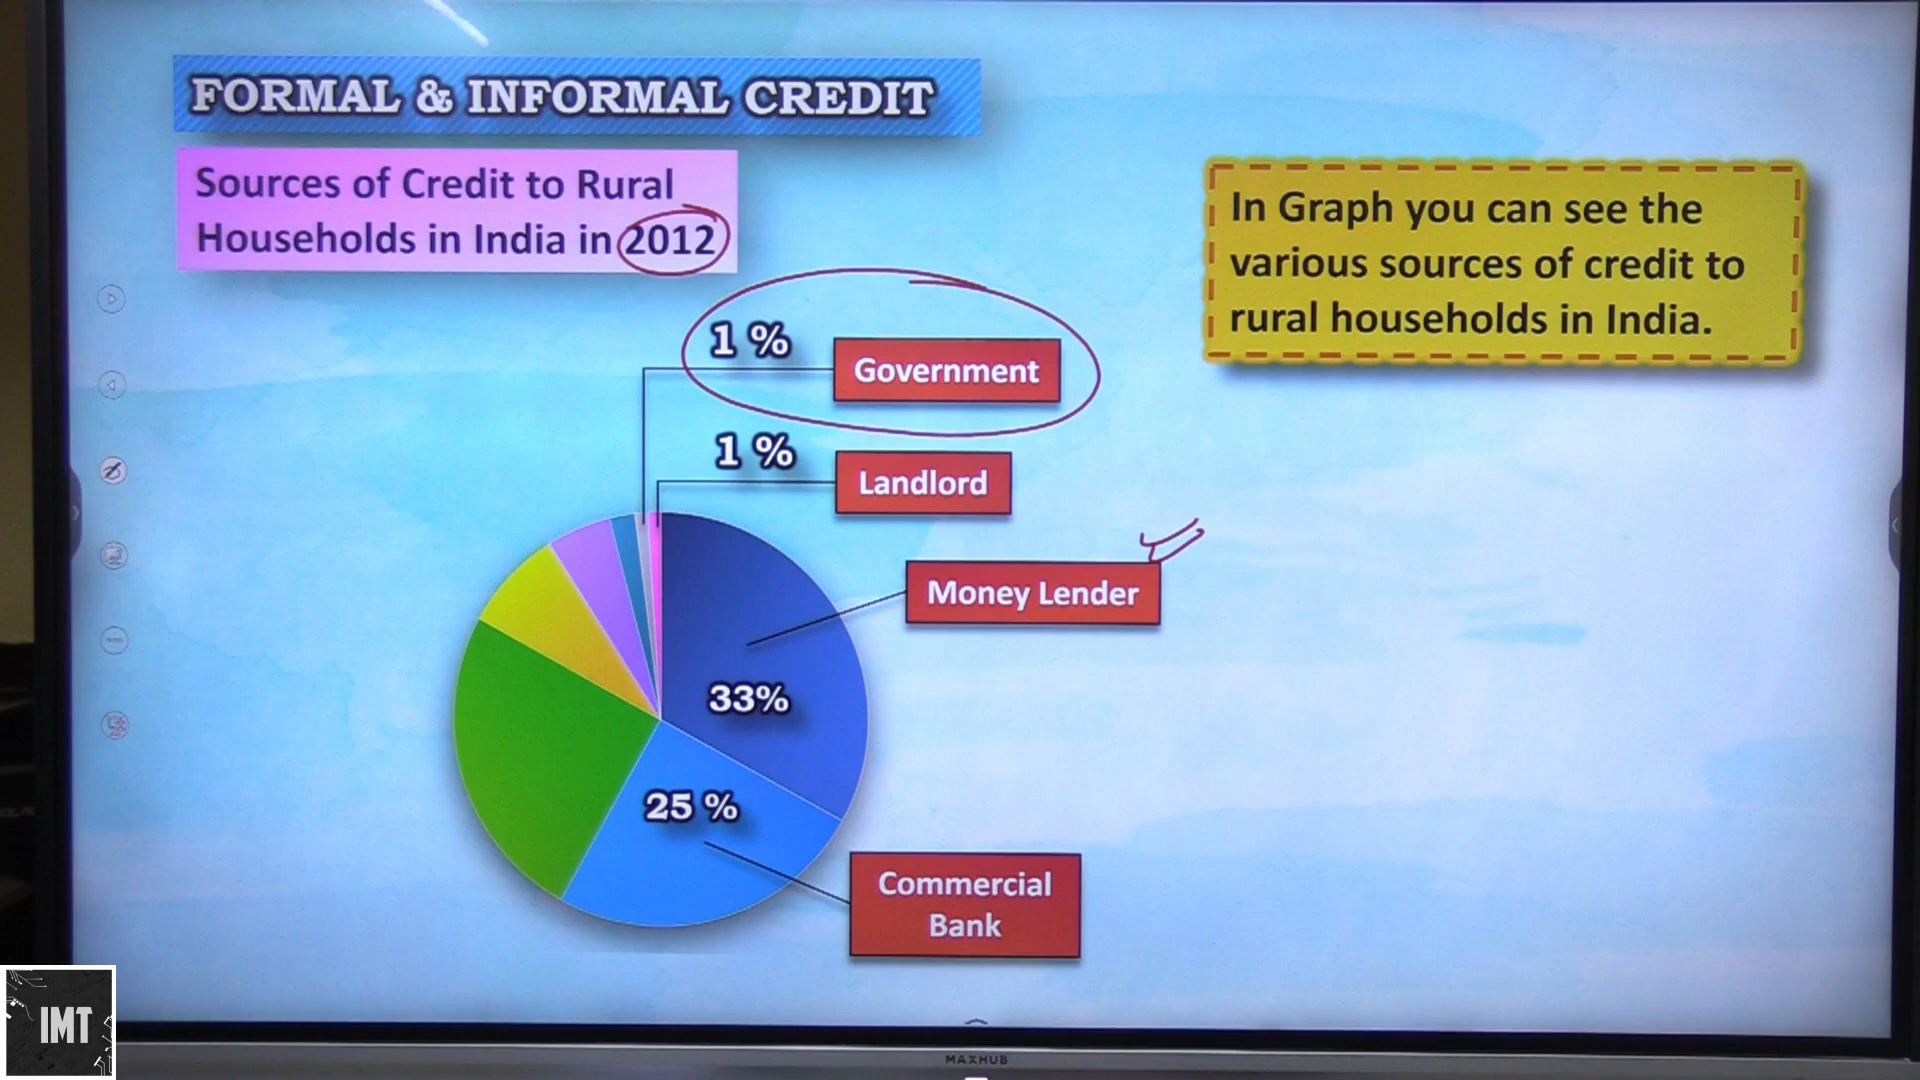 FORMAL & INFORMAL CREDIT
Sources of Credit to Rural
Households in India in 2012
In Graph you can see the
various sources of credit to
rural households in India.
1 %
Government
1 %
Landlord
Money Lender
33%
25 %
Commercial
Bank
IMT
MAXHUB